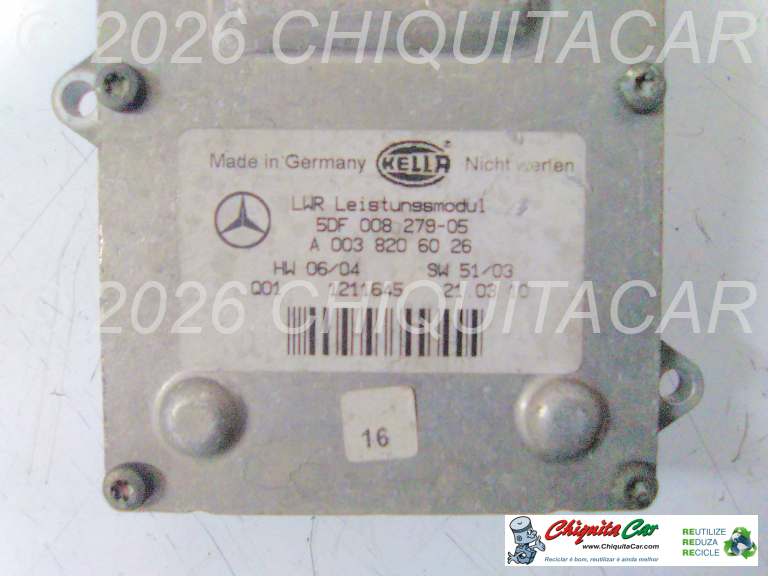 © 2026 CHIQUITACAR
Made in Germany HELLA ® Nicht werfen
LWR Leistungsmodul
5DF 008 279-05
A 003 820 60 26
HW 06/04 SW 51/03
Q01 1211645 21.03.10
© 2026 CHIQUITACAR
16
Chiquita Car
www.ChiquitaCar.com
Reciclar é bom, reutilizar é ainda melhor
REUTILIZE
REDUZA
RECICLE